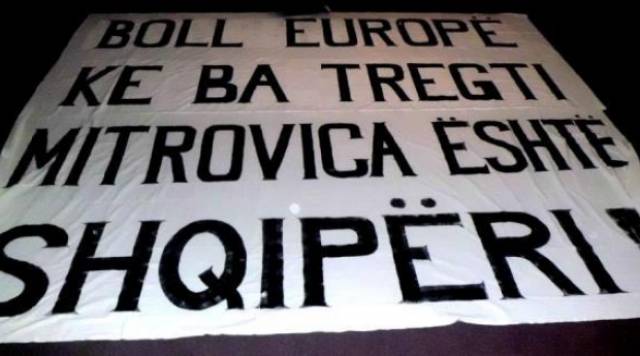 BOLL EUROPË
KE BA TREGTI
MITROVICA ËSHTË
SHQIPËRI!